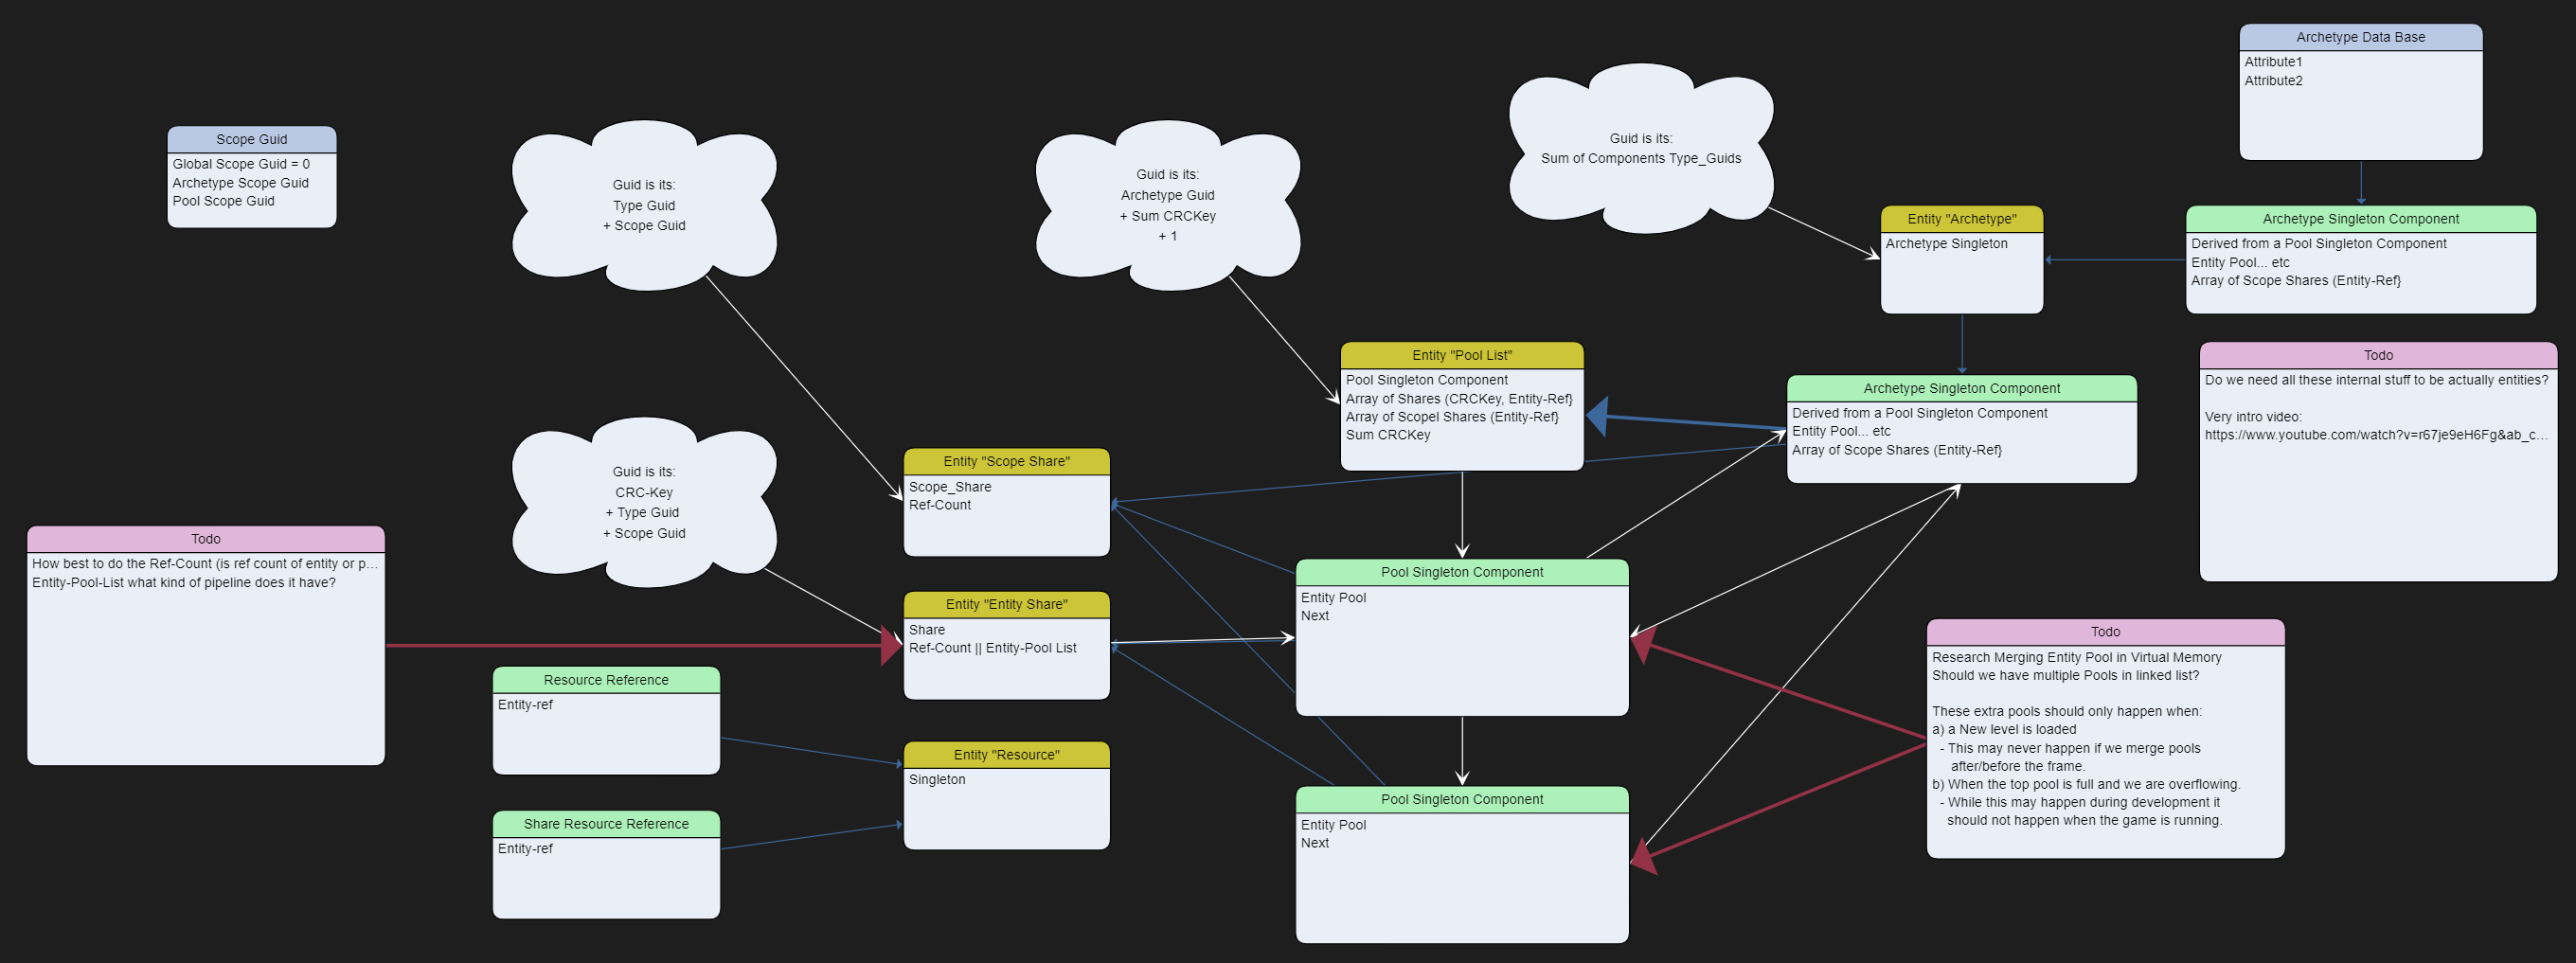 Archetype Data Base
Attribute1
Attribute2
Guid is its:
Sum of Components Type_Guids
Scope Guid
Global Scope Guid = 0
Archetype Scope Guid
Pool Scope Guid
Guid is its:
Type Guid
+ Scope Guid
Guid is its:
Archetype Guid
+ Sum CRCKey
+ 1
Entity "Archetype"
Archetype Singleton
Archetype Singleton Component
Derived from a Pool Singleton Component
Entity Pool... etc
Array of Scope Shares (Entity-Ref}
Entity "Pool List"
Pool Singleton Component
Array of Shares (CRCKey, Entity-Ref}
Array of Scopel Shares (Entity-Ref}
Sum CRCKey
Archetype Singleton Component
Derived from a Pool Singleton Component
Entity Pool... etc
Array of Scope Shares (Entity-Ref}
Todo
Do we need all these internal stuff to be actually entities?
Very intro video:
https://www.youtube.com/watch?v=r67je9eH6Fg&ab_c...
Guid is its:
CRC-Key
+ Type Guid
+ Scope Guid
Entity "Scope Share"
Scope_Share
Ref-Count
Todo
How best to do the Ref-Count (is ref count of entity or p...
Entity-Pool-List what kind of pipeline does it have?
Entity "Entity Share"
Share
Ref-Count || Entity-Pool List
Pool Singleton Component
Entity Pool
Next
Resource Reference
Entity-ref
Entity "Resource"
Singleton
Share Resource Reference
Entity-ref
Pool Singleton Component
Entity Pool
Next
Todo
Research Merging Entity Pool in Virtual Memory
Should we have multiple Pools in linked list?
These extra pools should only happen when:
a) a New level is loaded
- This may never happen if we merge pools
after/before the frame.
b) When the top pool is full and we are overflowing.
- While this may happen during development it
should not happen when the game is running.